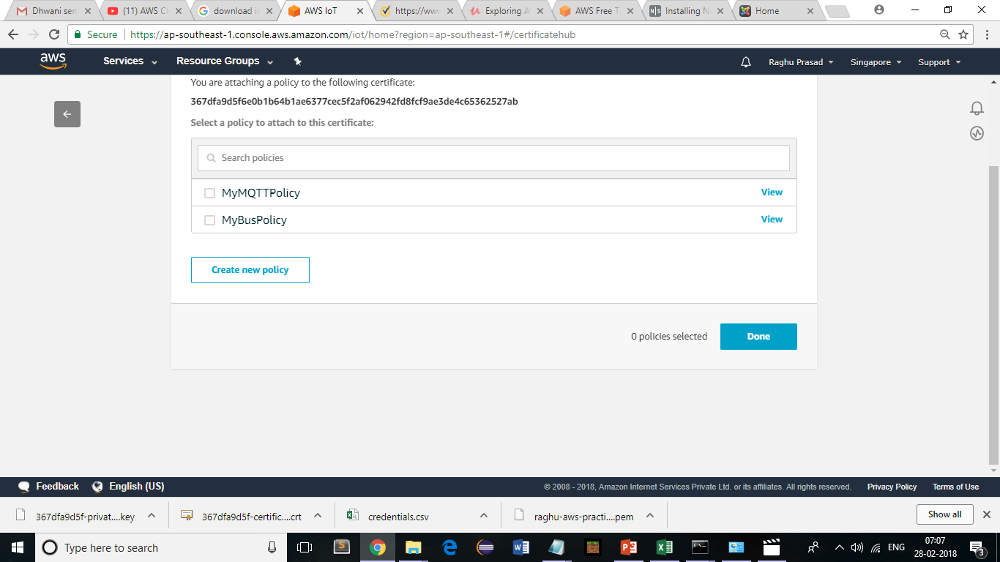 Dhwani sen
(11) AWS C
download i
AWS IoT
https://www
Exploring A
AWS Free T
Installing N
Home
Secure
https://ap-southeast-1.console.aws.amazon.com/iot/home?region=ap-southeast-1#/certificatehub
aws
Services
Resource Groups
Raghu Prasad
Singapore
Support
You are attaching a policy to the following certificate:
367dfa9d5f6e0b1b64b1ae6377cec5f2af062942fd8fcf9ae3de4c65362527ab
Select a policy to attach to this certificate:
Search policies
MyMQTTPolicy
View
MyBusPolicy
View
Create new policy
0 policies selected
Done
Feedback
English (US)
© 2008 - 2018, Amazon Internet Services Private Ltd. or its affiliates. All rights reserved.
Privacy Policy
Terms of Use
367dfa9d5f-privat....key
367dfa9d5f-certific....crt
credentials.csv
raghu-aws-practi....pem
Show all
Type here to search
ENG
07:07
28-02-2018
3